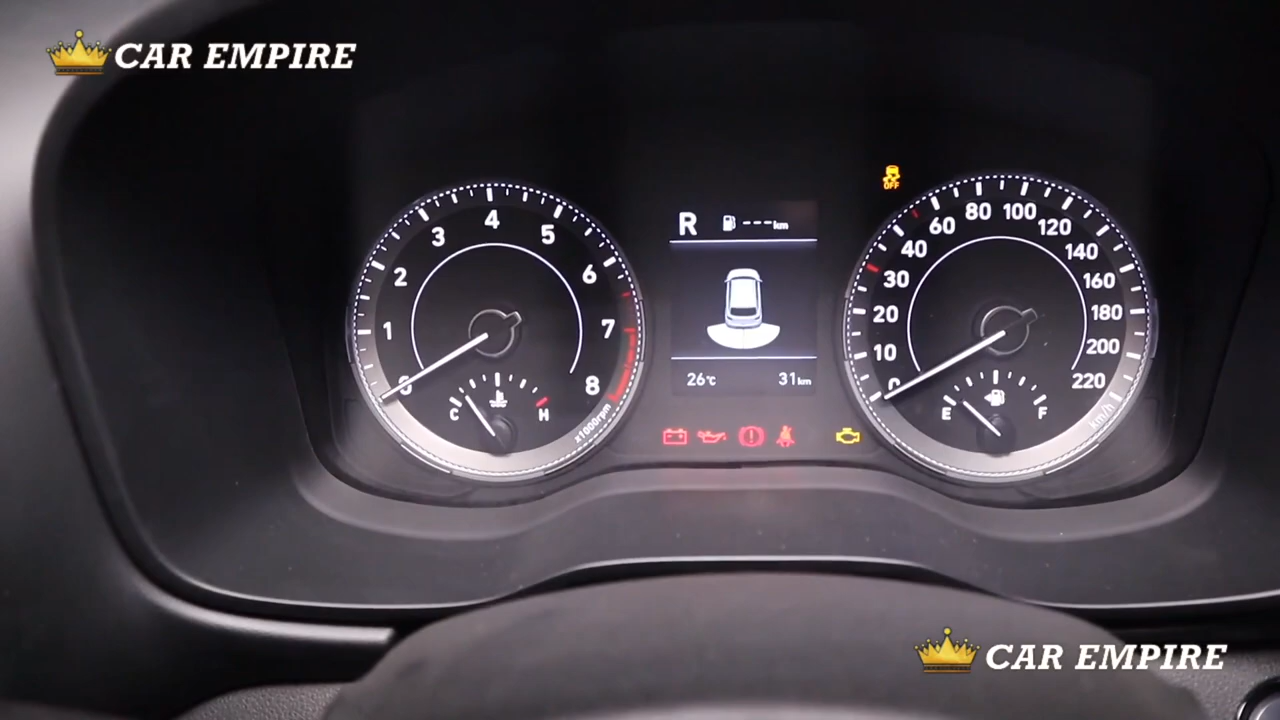 CAR EMPIRE
OFF
R --- km
0 1 2 3 4 5 6 7 8
x1000rpm
C H
26℃ 31km
0 10 20 30 40 60 80 100 120 140 160 180 200 220
km/h
E F
CAR EMPIRE